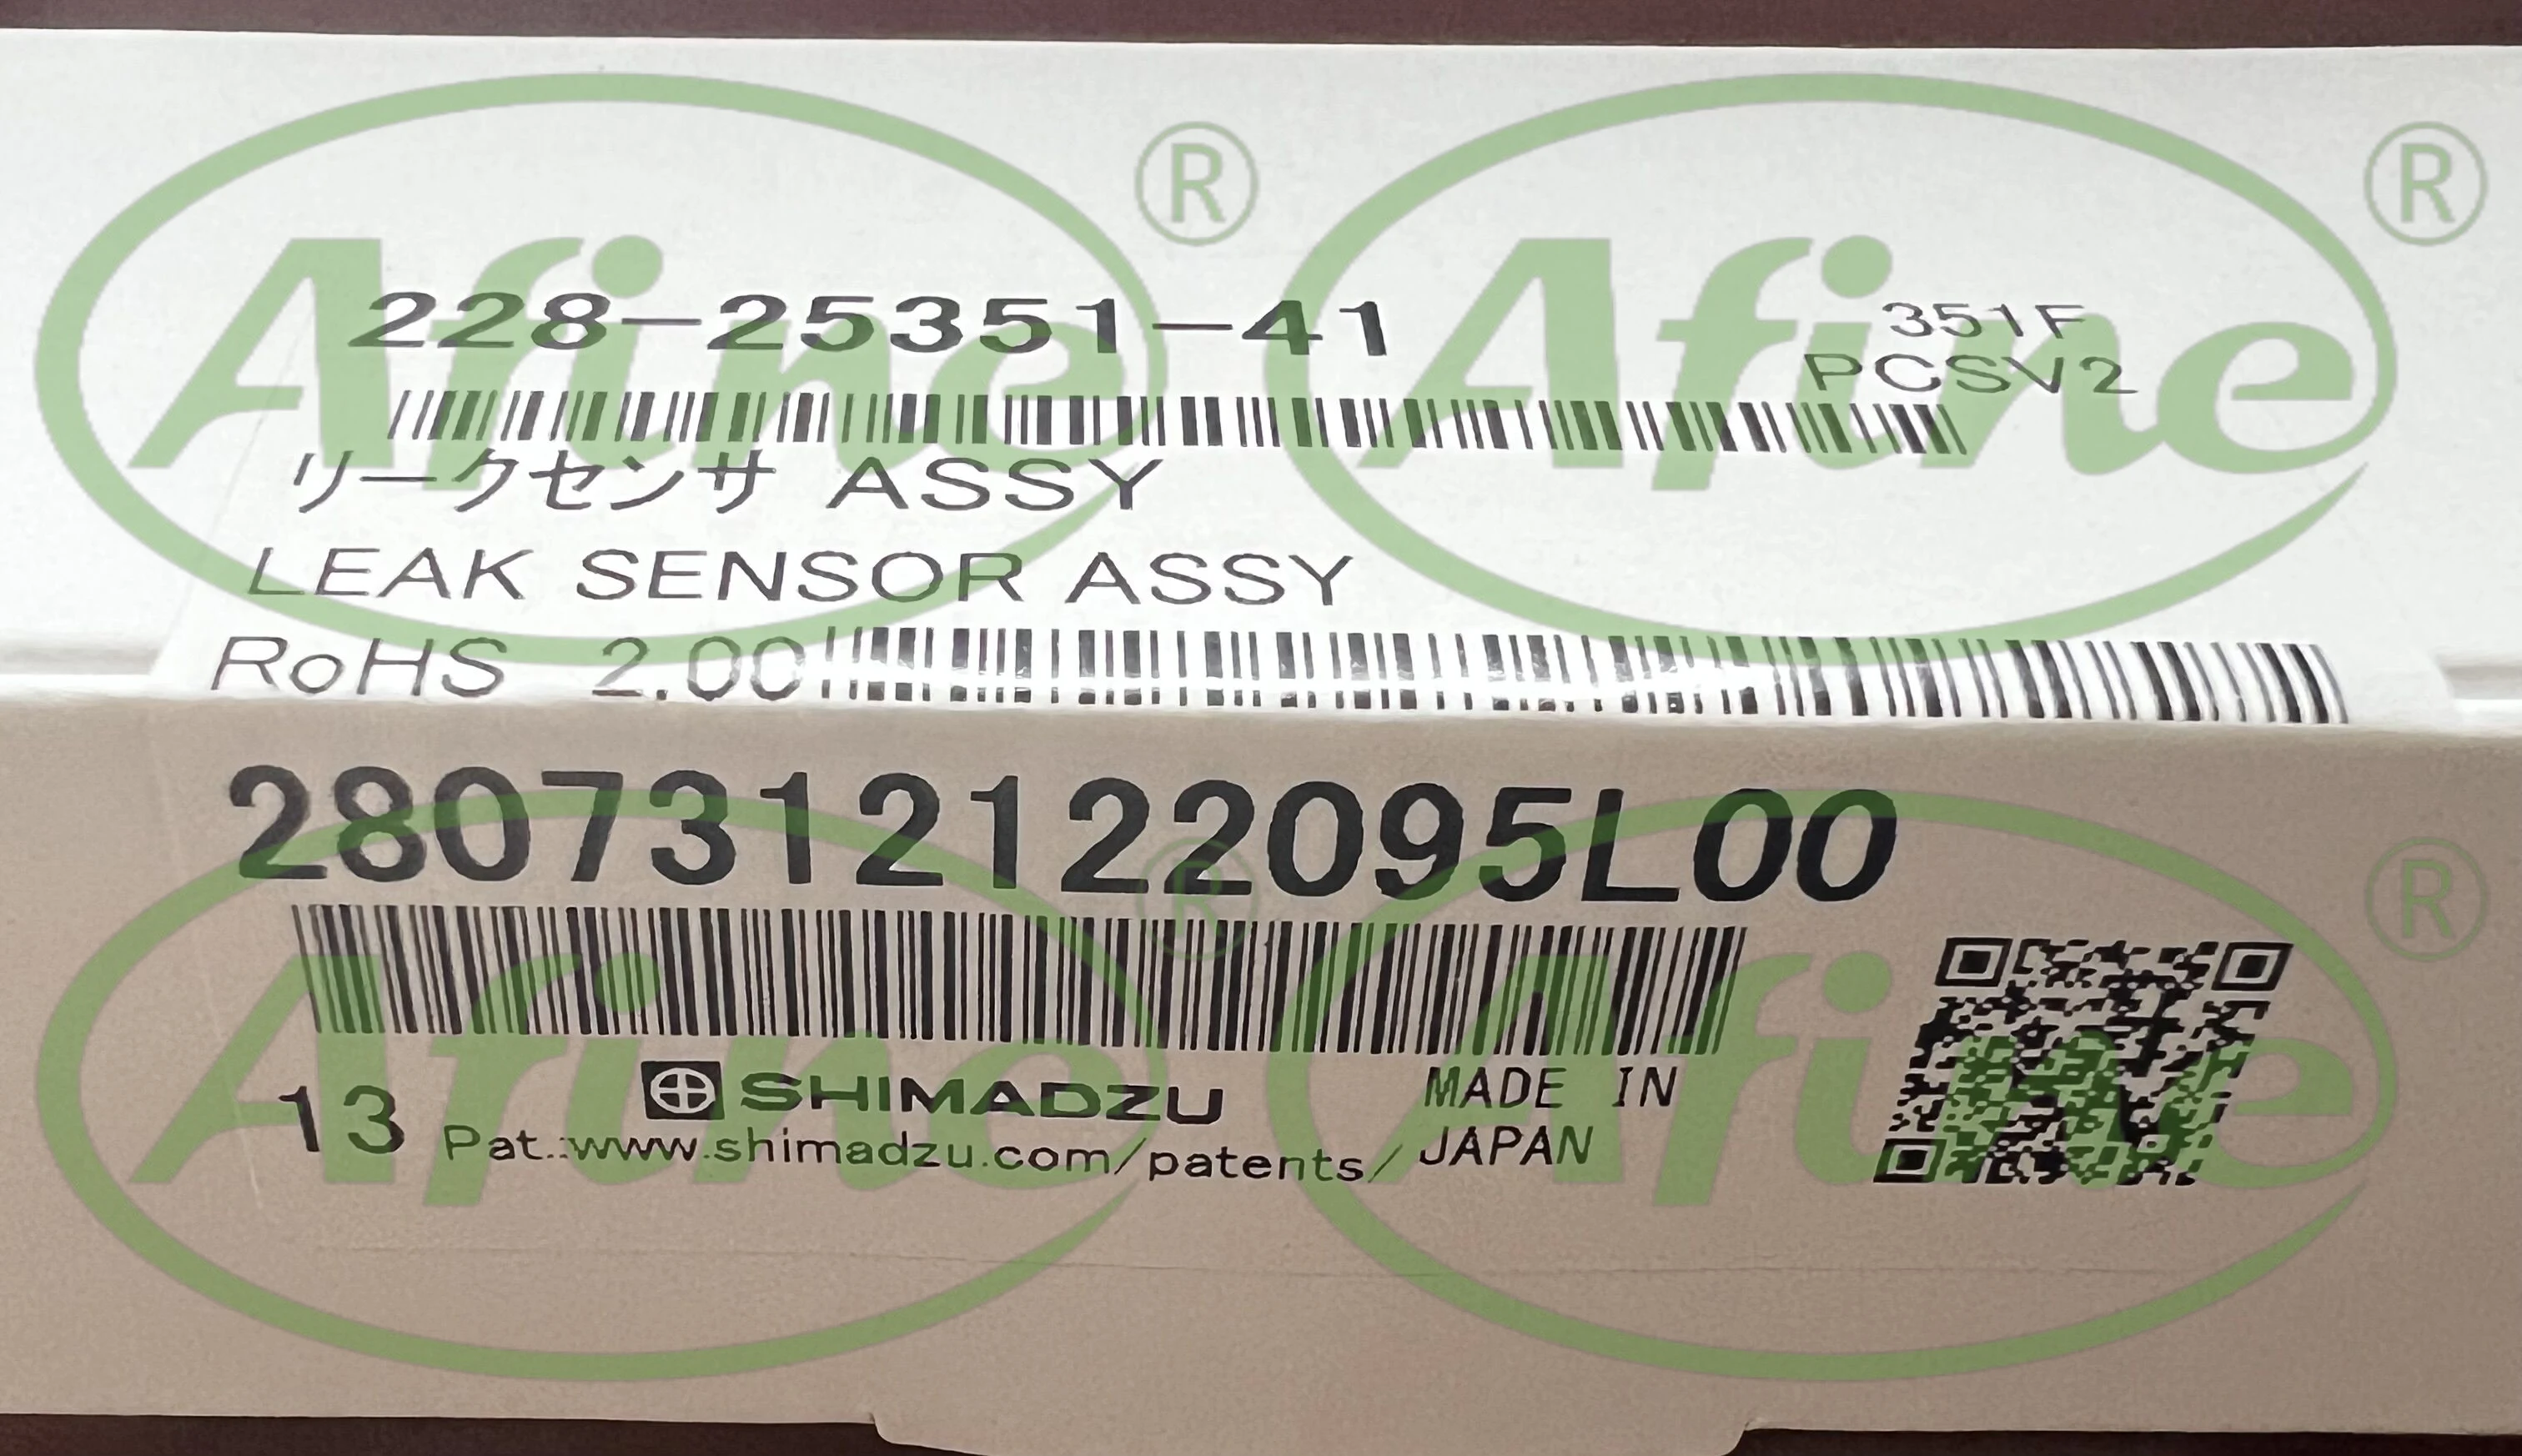 Afine® Afine®
228-25351-41 351F
PCSV2
リークセンサ ASSY
LEAK SENSOR ASSY
RoHS 2.00
2807312122095L00
Afine® Afine®
13 SHIMADZU MADE IN
Pat.:www.shimadzu.com/patents/ JAPAN